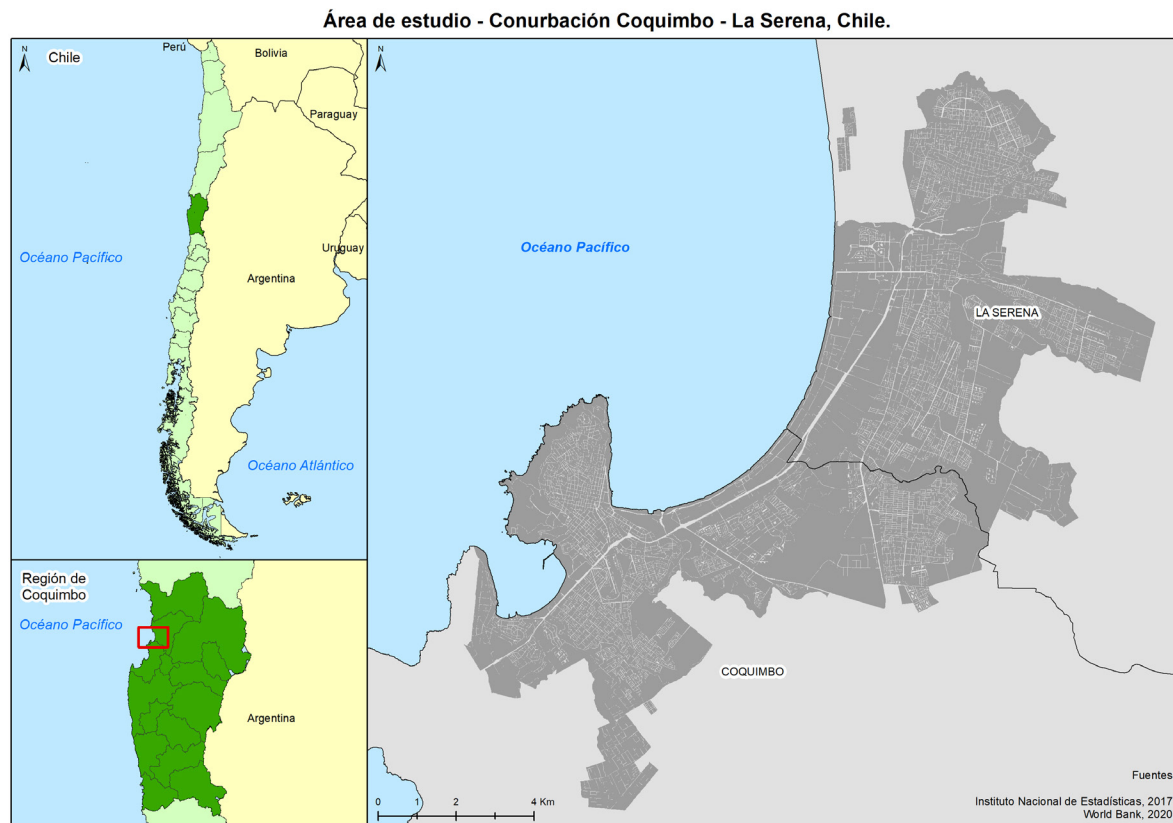 Área de estudio - Conurbación Coquimbo - La Serena, Chile.
N
Chile
Perú
Bolivia
Paraguay
Uruguay
Argentina
Océano Pacífico
Océano Atlántico
Región de
Coquimbo
Océano Pacífico
Argentina
N
Océano Pacífico
LA SERENA
COQUIMBO
0 1 2 4 Km
Fuentes
Instituto Nacional de Estadísticas, 2017
World Bank, 2020